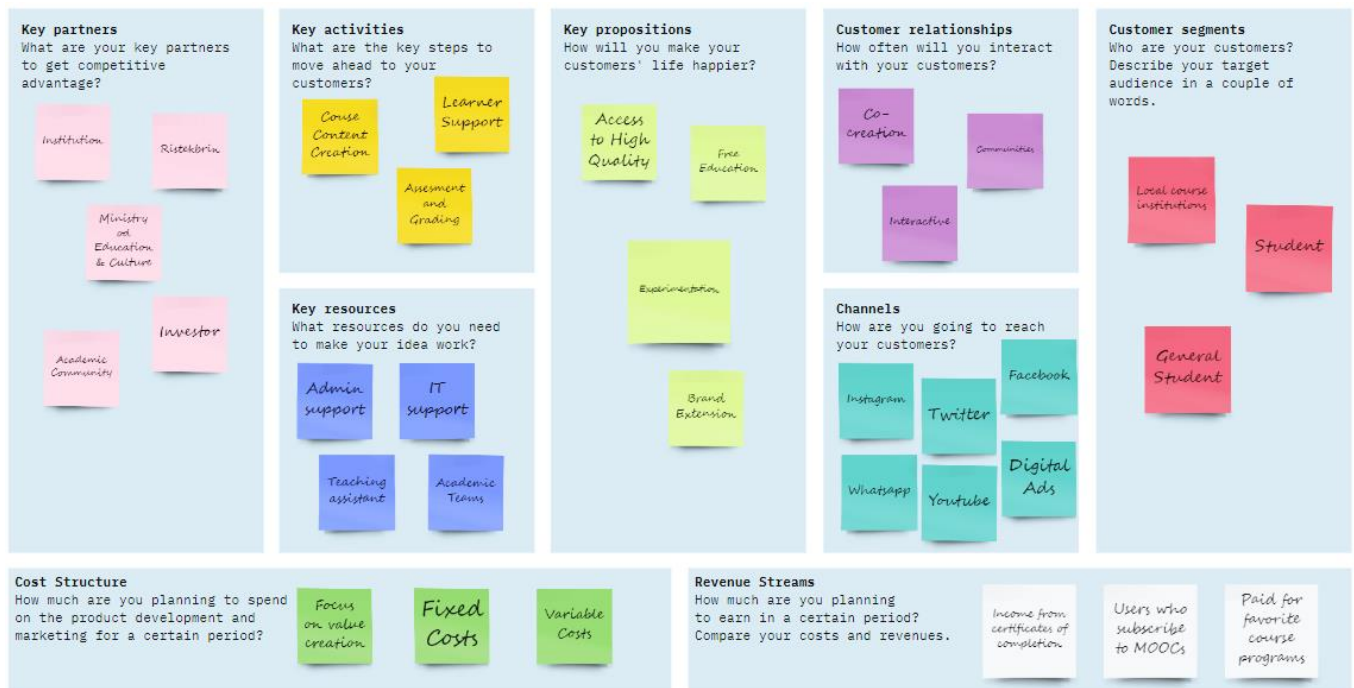 Key partners
What are your key partners
to get competitive
advantage?
Institution
Ristekbrin
Ministry
od
Education
& Culture
Investor
Academic
Community
Key activities
What are the key steps to
move ahead to your
customers?
Couse
Content
Creation
Learner
Support
Assesment
and
Grading
Key resources
What resources do you need
to make your idea work?
Admin
support
IT
support
Teaching
assistant
Academic
Teams
Key propositions
How will you make your
customers' life happier?
Access
to High
Quality
Free
Education
Experimentation
Brand
Extension
Customer relationships
How often will you interact
with your customers?
Co-
creation
Communities
Interactive
Channels
How are you going to reach
your customers?
Instagram
Twitter
Facebook
Whatsapp
Youtube
Digital
Ads
Customer segments
Who are your customers?
Describe your target
audience in a couple of
words.
Local course
institutions
Student
General
Student
Cost Structure
How much are you planning to spend
on the product development and
marketing for a certain period?
Focus
on value
creation
Fixed
Costs
Variable
Costs
Revenue Streams
How much are you planning
to earn in a certain period?
Compare your costs and revenues.
Income from
certificates of
completion
Users who
subscribe
to MOOCs
Paid for
favorite
course
programs